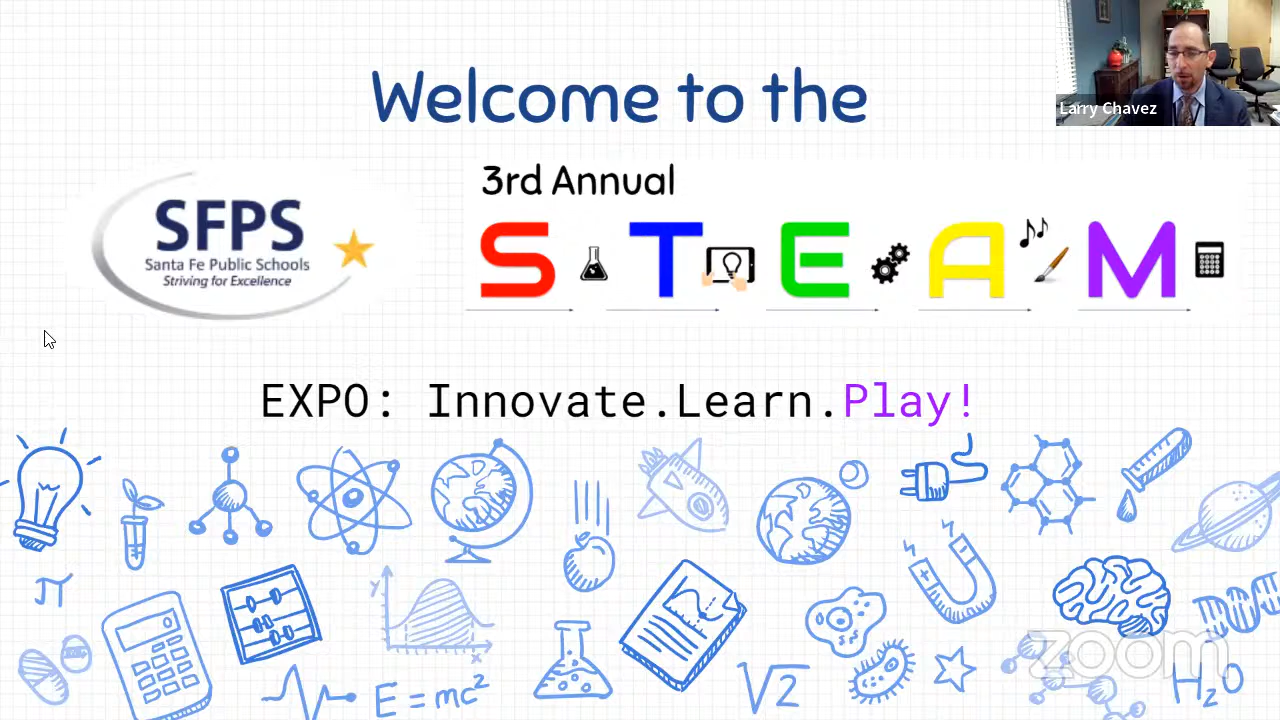 Welcome to the
Larry Chavez
3rd Annual
SFPS
Santa Fe Public Schools
Striving for Excellence
S T E A M
EXPO: Innovate.Learn.Play!
π
y
x
E = mc²
√2
H₂O
zoom